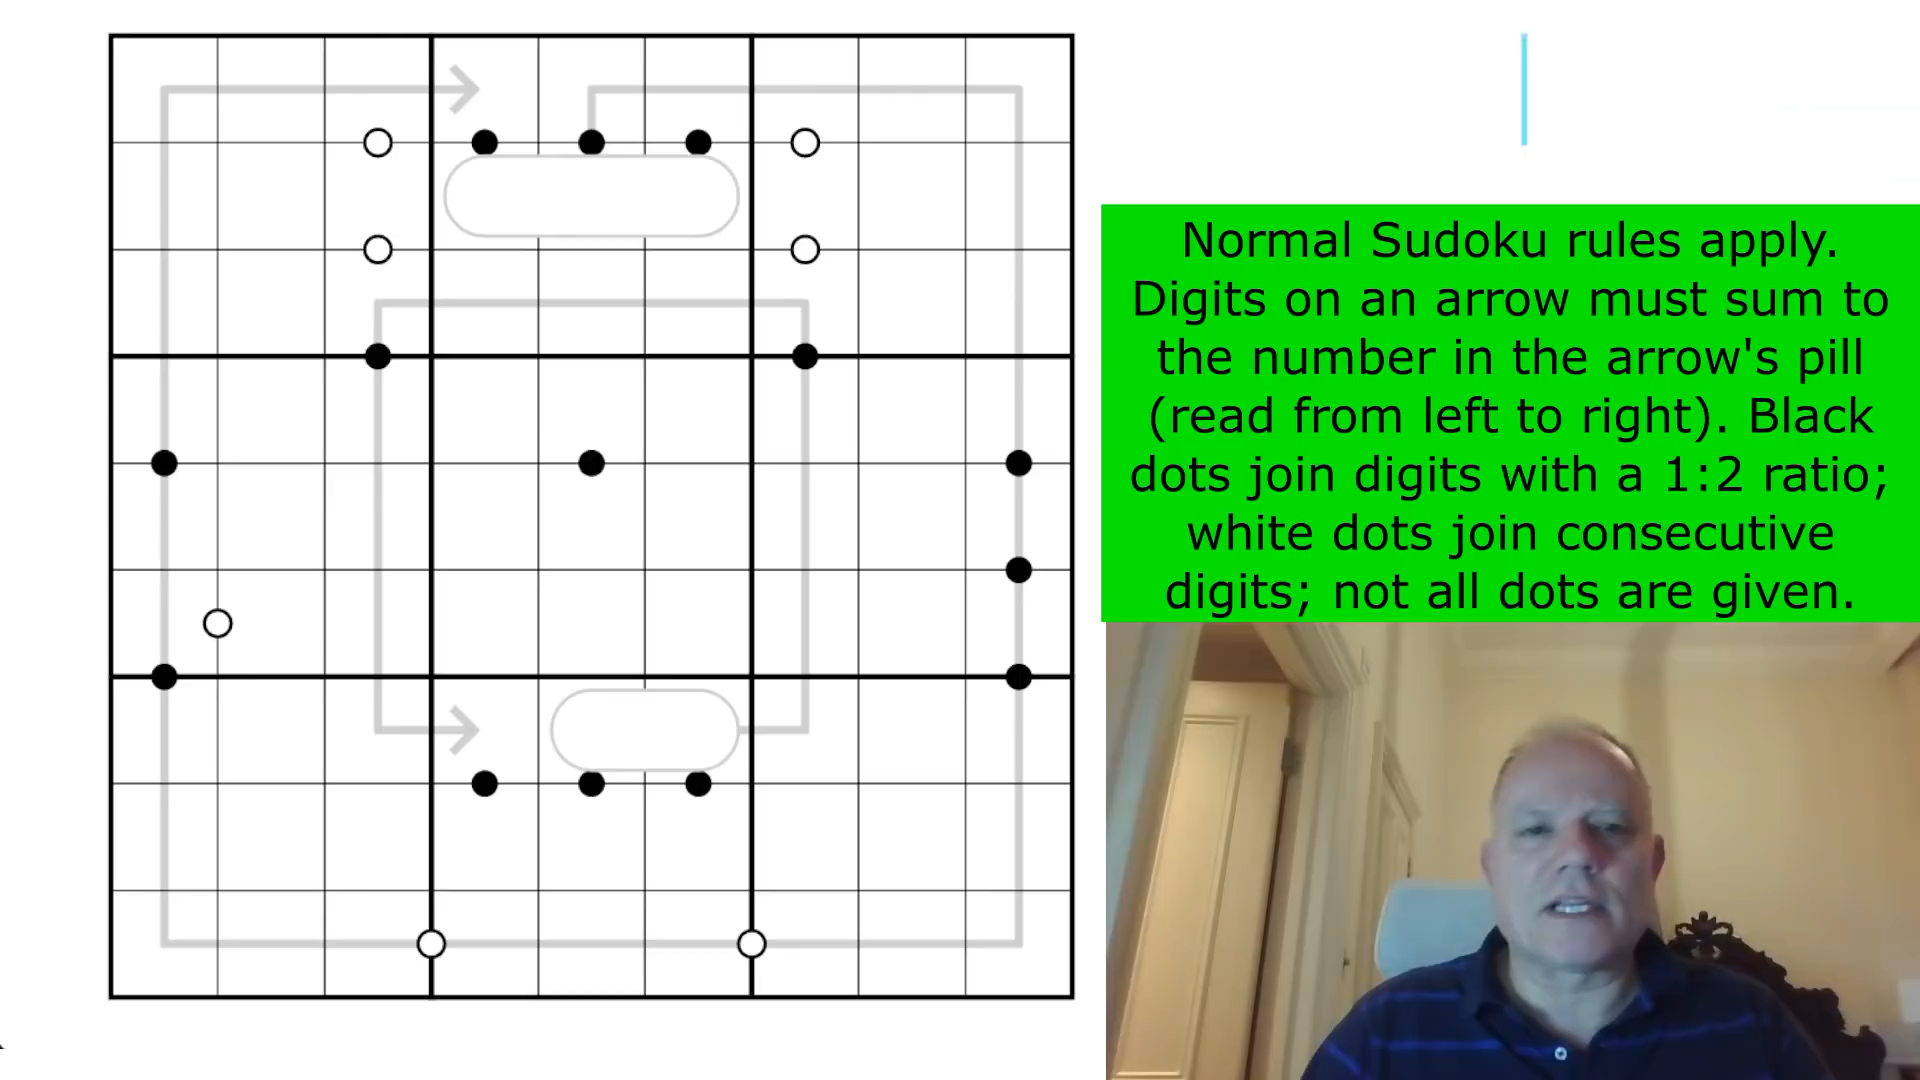 Normal Sudoku rules apply.
Digits on an arrow must sum to
the number in the arrow's pill
(read from left to right). Black
dots join digits with a 1:2 ratio;
white dots join consecutive
digits; not all dots are given.